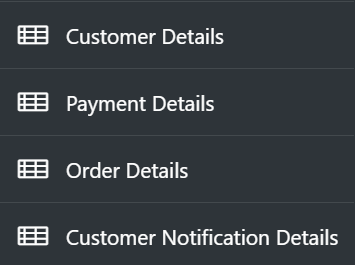 Customer Details
Payment Details
Order Details
Customer Notification Details